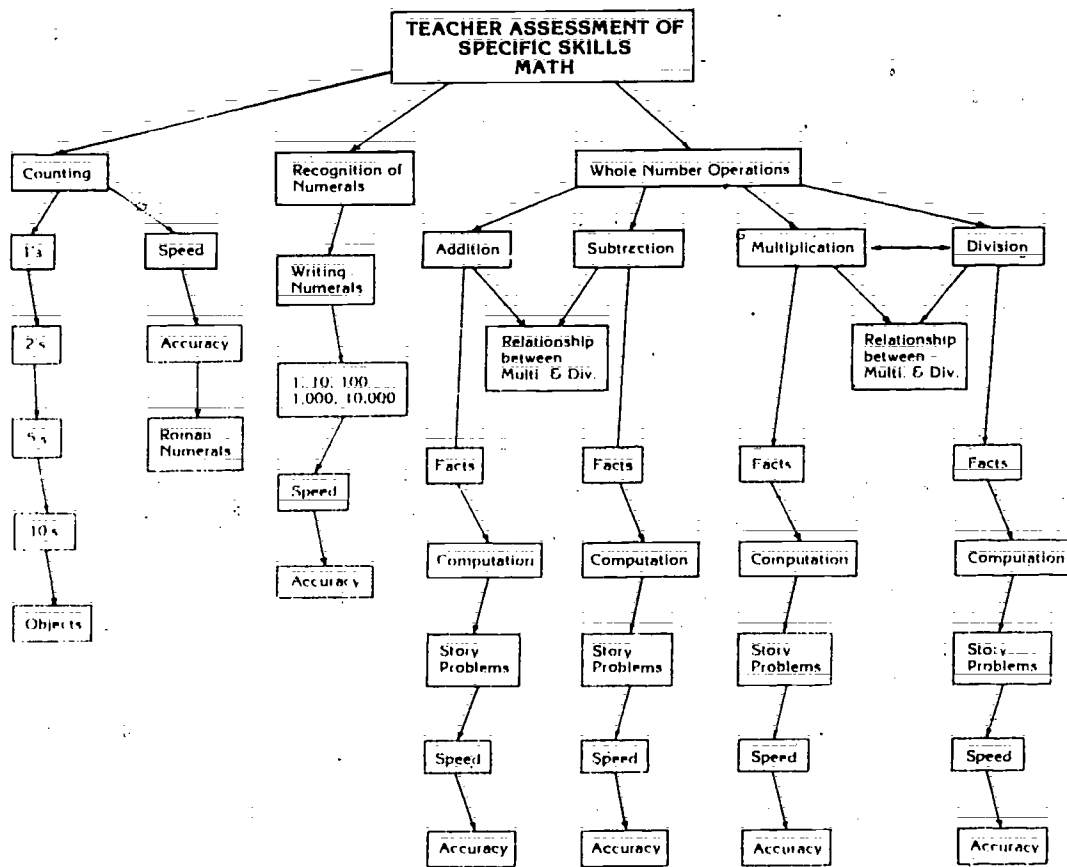 TEACHER ASSESSMENT OF
SPECIFIC SKILLS
MATH
Counting
Recognition of
Numerals
Whole Number Operations
1's
Speed
Writing
Numerals
Addition
Subtraction
Multiplication
Division
2's
Accuracy
Relationship
between
Multi. & Div.
Relationship
between
Multi. & Div.
1, 10, 100
1,000, 10,000
5's
Roman
Numerals
Speed
Facts
Facts
Facts
Facts
10's
Accuracy
Computation
Computation
Computation
Computation
Objects
Story
Problems
Story
Problems
Story
Problems
Story
Problems
Speed
Speed
Speed
Speed
Accuracy
Accuracy
Accuracy
Accuracy